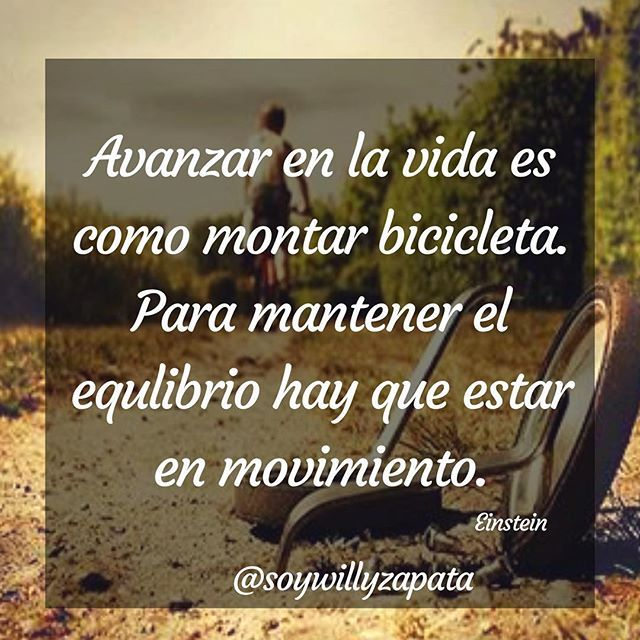 Avanzar en la vida es
como montar bicicleta.
Para mantener el
equlibrio hay que estar
en movimiento.
Einstein
@soywillyzapata